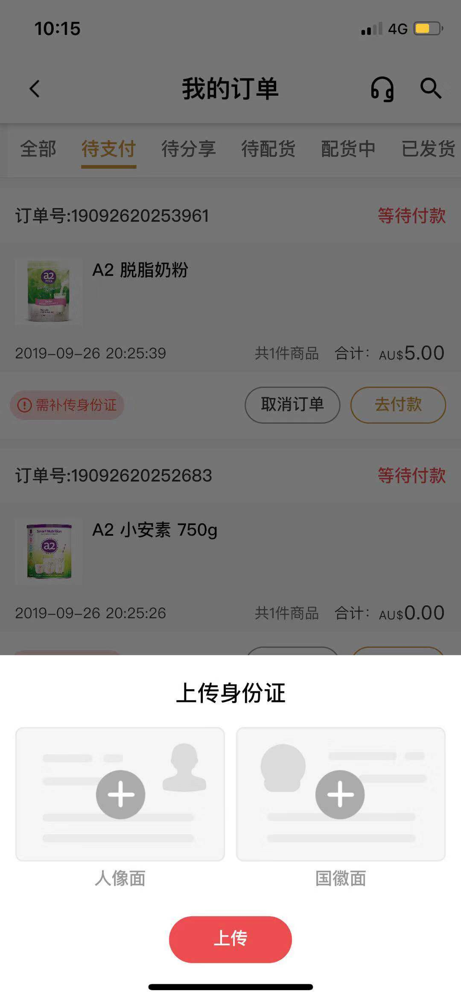 10:15
4G
我的订单
全部 待支付 待分享 待配货 配货中 已发货
订单号:19092620253961 等待付款
a2
Milk
A2 脱脂奶粉
2019-09-26 20:25:39 共1件商品 合计: AU$5.00
需补传身份证 取消订单 去付款
订单号:19092620252683 等待付款
Smart Nutrition
a2
A2 小安素 750g
2019-09-26 20:25:26 共1件商品 合计: AU$0.00
上传身份证
人像面 国徽面
上传